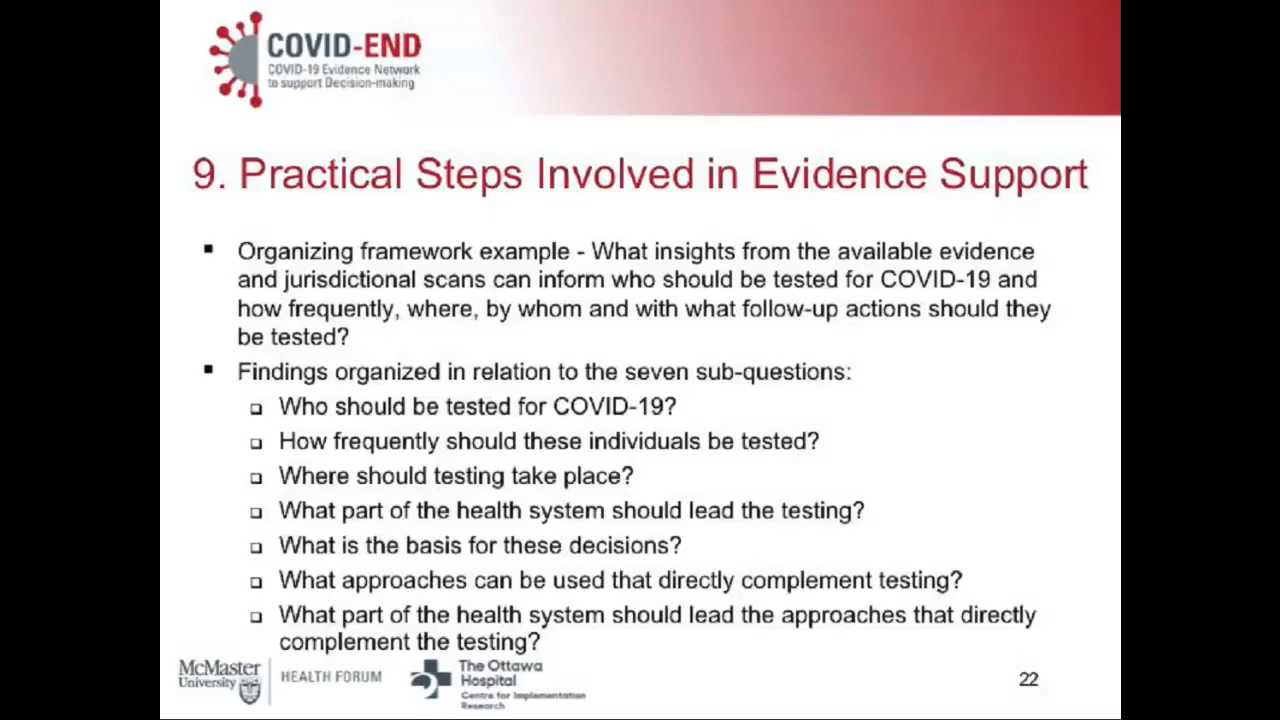 COVID-END
COVID-19 Evidence Network
to support Decision-making
9. Practical Steps Involved in Evidence Support
▪ Organizing framework example - What insights from the available evidence
and jurisdictional scans can inform who should be tested for COVID-19 and
how frequently, where, by whom and with what follow-up actions should they
be tested?
▪ Findings organized in relation to the seven sub-questions:
❑ Who should be tested for COVID-19?
❑ How frequently should these individuals be tested?
❑ Where should testing take place?
❑ What part of the health system should lead the testing?
❑ What is the basis for these decisions?
❑ What approaches can be used that directly complement testing?
❑ What part of the health system should lead the approaches that directly
complement the testing?
McMaster
University
HEALTH FORUM
The Ottawa
Hospital
Centre for Implementation
Research
22